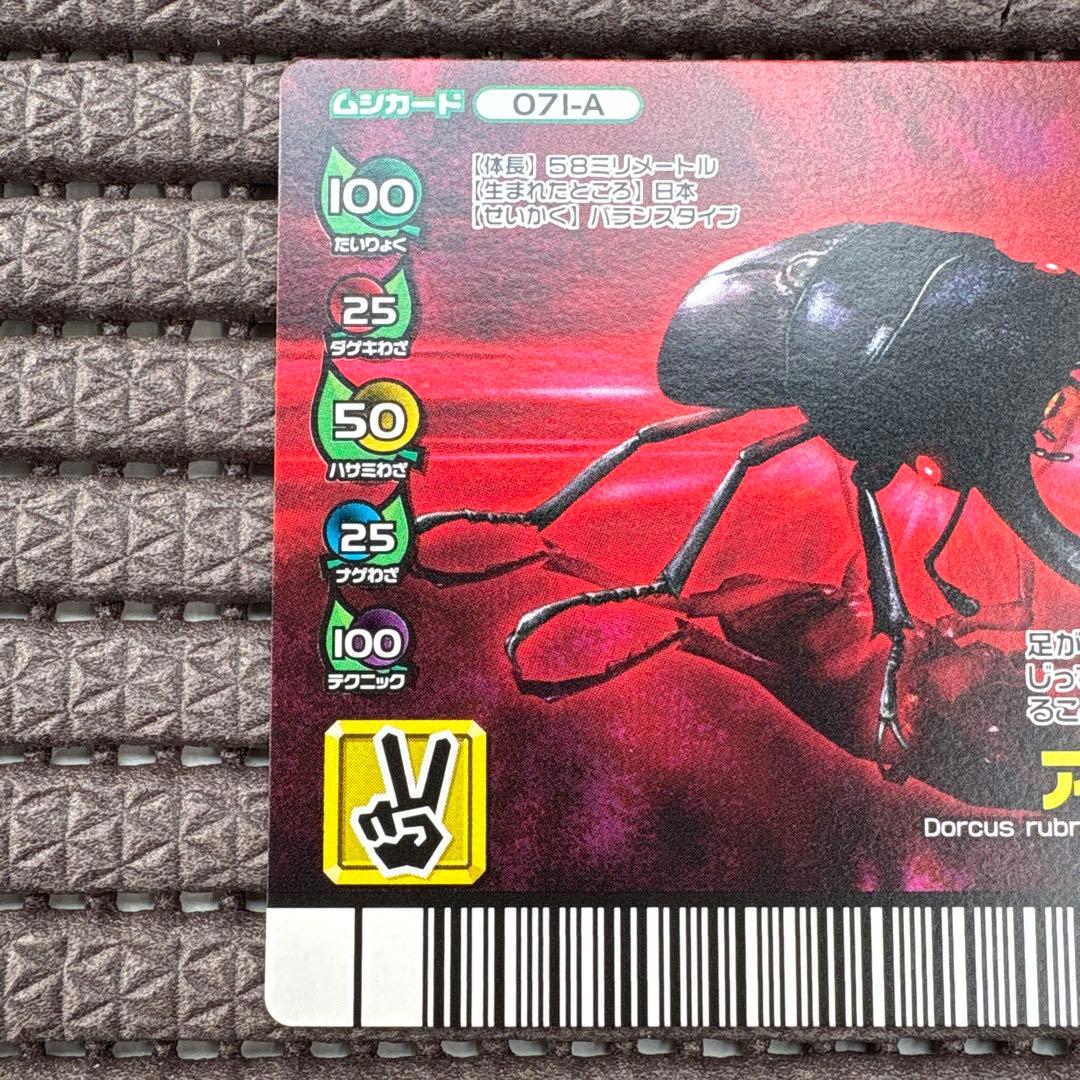 ムシカード 071-A
【体長】58ミリメートル
【生まれたところ】日本
【せいかく】バランスタイプ
100
たいりょく
25
ダゲキわざ
50
ハサミわざ
25
ナゲわざ
100
テクニック
足が
じっ
るこ
ア
Dorcus rubr